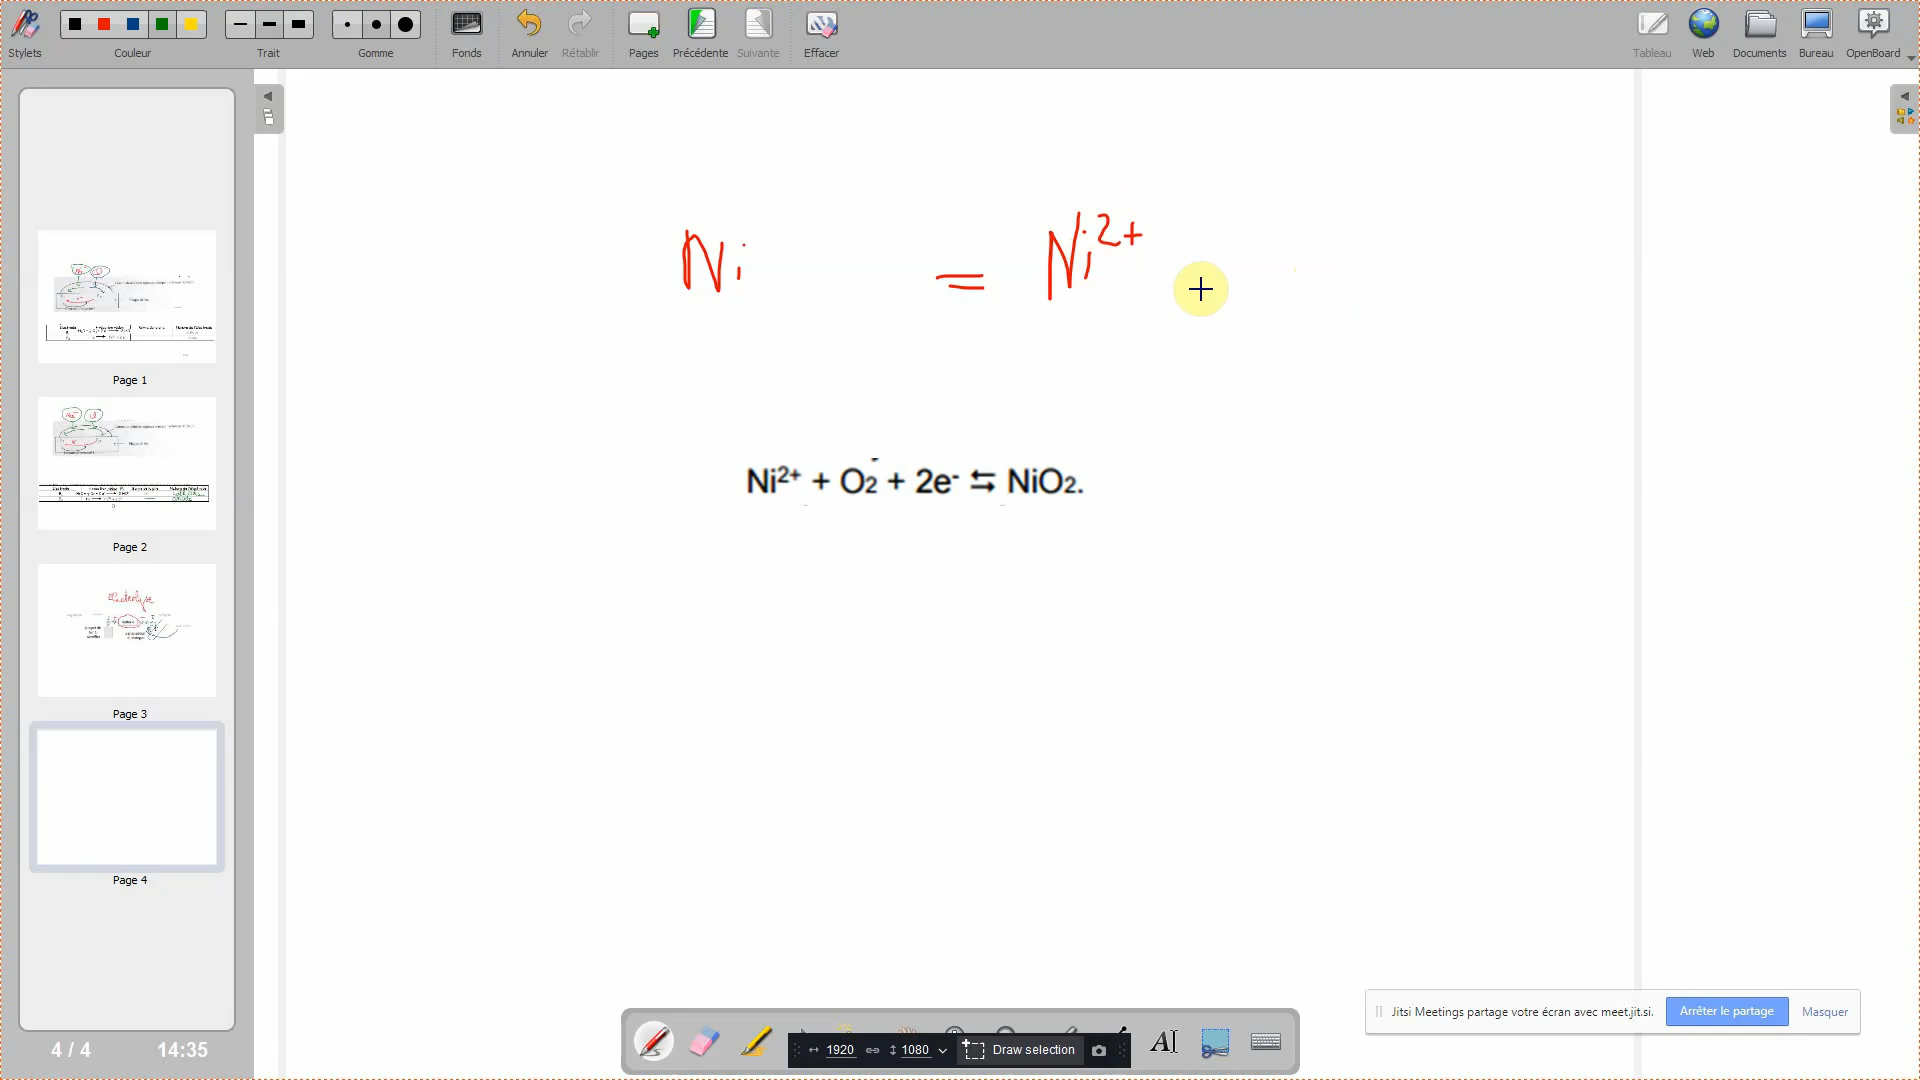 Stylets
Couleur
Trait
Gomme
Fonds
Annuler
Rétablir
Pages
Précédente
Suivante
Effacer
Tableau
Web
Documents
Bureau
OpenBoard
Page 1
Page 2
Electrolyse
Page 3
Page 4
4 / 4
14:35
Ni = Ni²⁺
Ni²⁺ + O₂ + 2e⁻ ⇆ NiO₂.
1920
1080
Draw selection
Jitsi Meetings partage votre écran avec meet.jit.si.
Arrêter le partage
Masquer